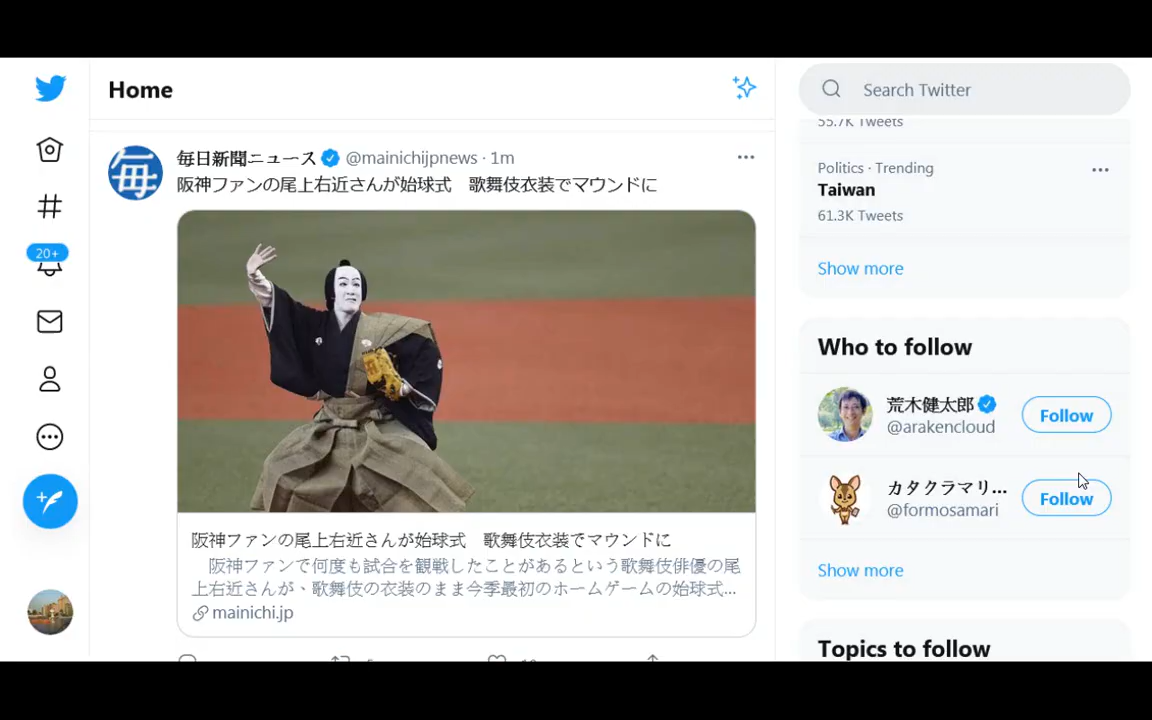 Home
Search Twitter
毎
毎日新聞ニュース @mainichijpnews · 1m
阪神ファンの尾上右近さんが始球式　歌舞伎衣装でマウンドに
阪神ファンの尾上右近さんが始球式　歌舞伎衣装でマウンドに
阪神ファンで何度も試合を観戦したことがあるという歌舞伎俳優の尾
上右近さんが、歌舞伎の衣装のまま今季最初のホームゲームの始球式...
mainichi.jp
20+
55.7K Tweets
Politics · Trending
Taiwan
61.3K Tweets
Show more
Who to follow
荒木健太郎
@arakencloud
Follow
カタクラマリ...
@formosamari
Follow
Show more
Topics to follow